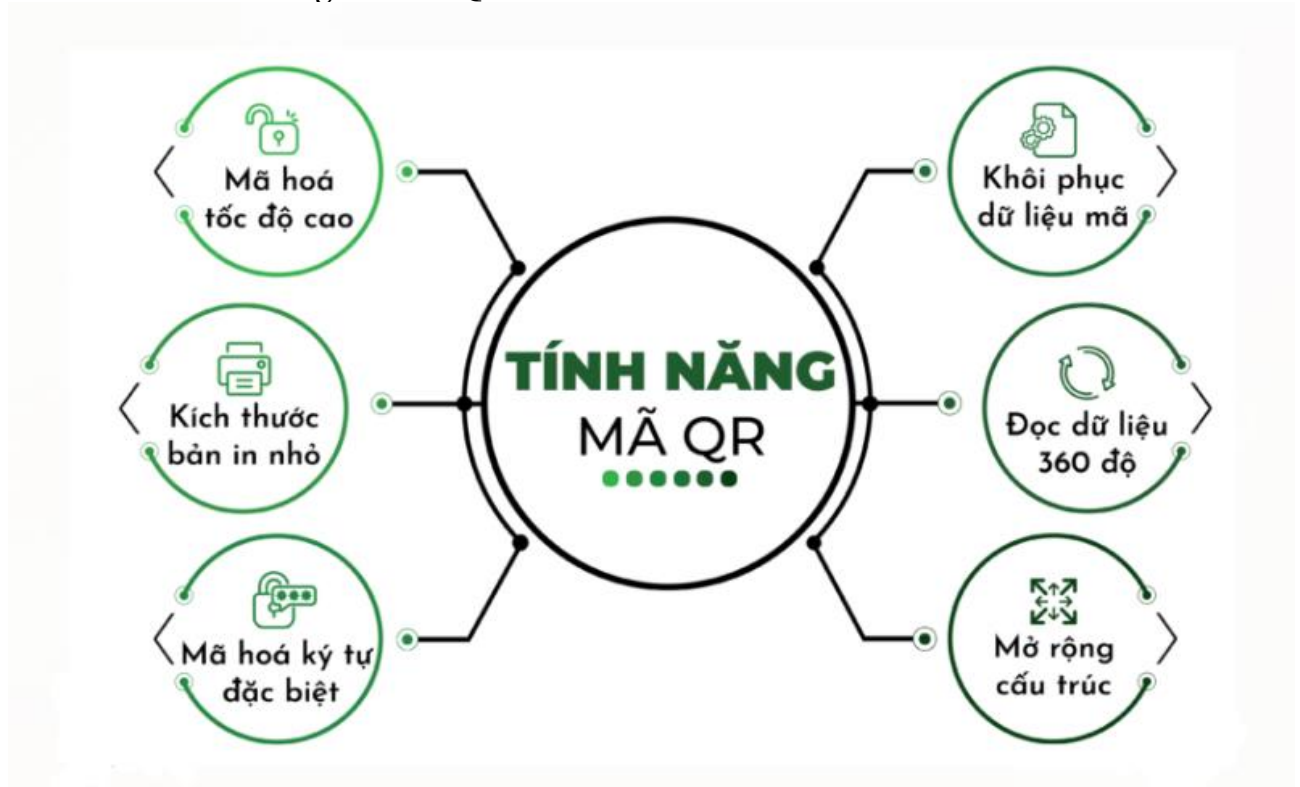 Mã hoá
tốc độ cao
Kích thước
bản in nhỏ
Mã hoá ký tự
đặc biệt
TÍNH NĂNG
MÃ QR
Khôi phục
dữ liệu mã
Đọc dữ liệu
360 độ
Mở rộng
cấu trúc